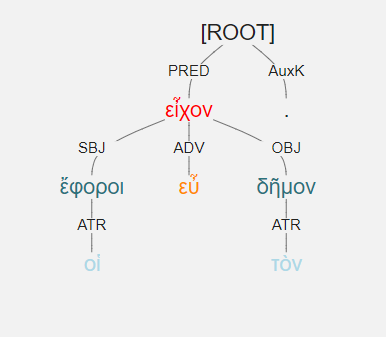 [ROOT]
PRED AuxK
εἶχον .
SBJ ADV OBJ
ἔφοροι εὖ δῆμον
ATR ATR
οἱ τὸν